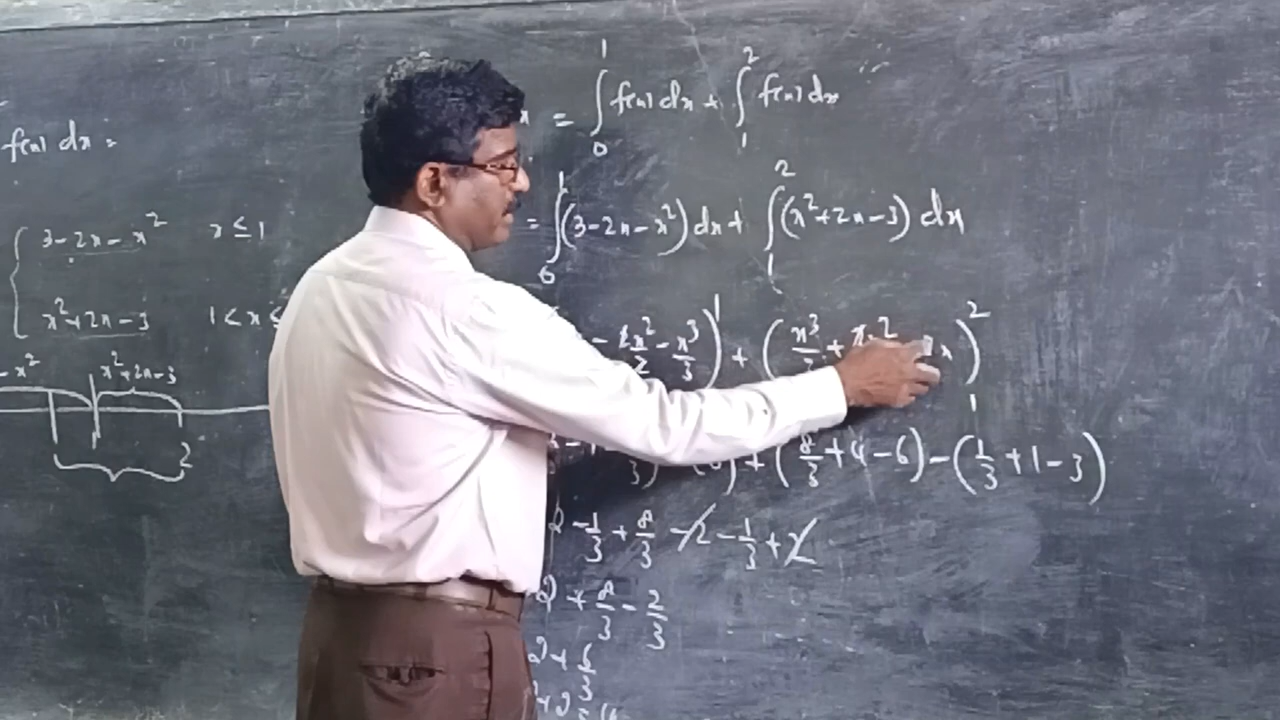 f(x) dx =
3 - 2x - x² x ≤ 1
x² + 2x - 3 1 < x ≤
- x² x² + 2x - 3
2
x = ∫₀¹ f(x) dx + ∫₁² f(x) dx
= ∫₀¹ (3 - 2x - x²) dx + ∫₁² (x² + 2x - 3) dx
- 2x²/2 - x³/3)¹ + (x³/3 + x)₁²
+ (8/3 + 4 - 6) - (1/3 + 1 - 3)
2 - 1/3 + 8/3 - 2 - 1/3 + 2
2 + 8/3 - 2/3
2 + 6/3